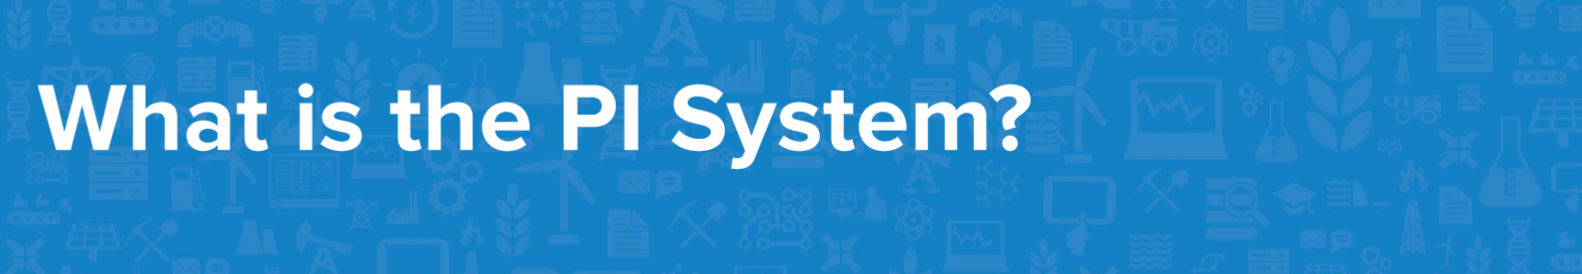 What is the PI System?